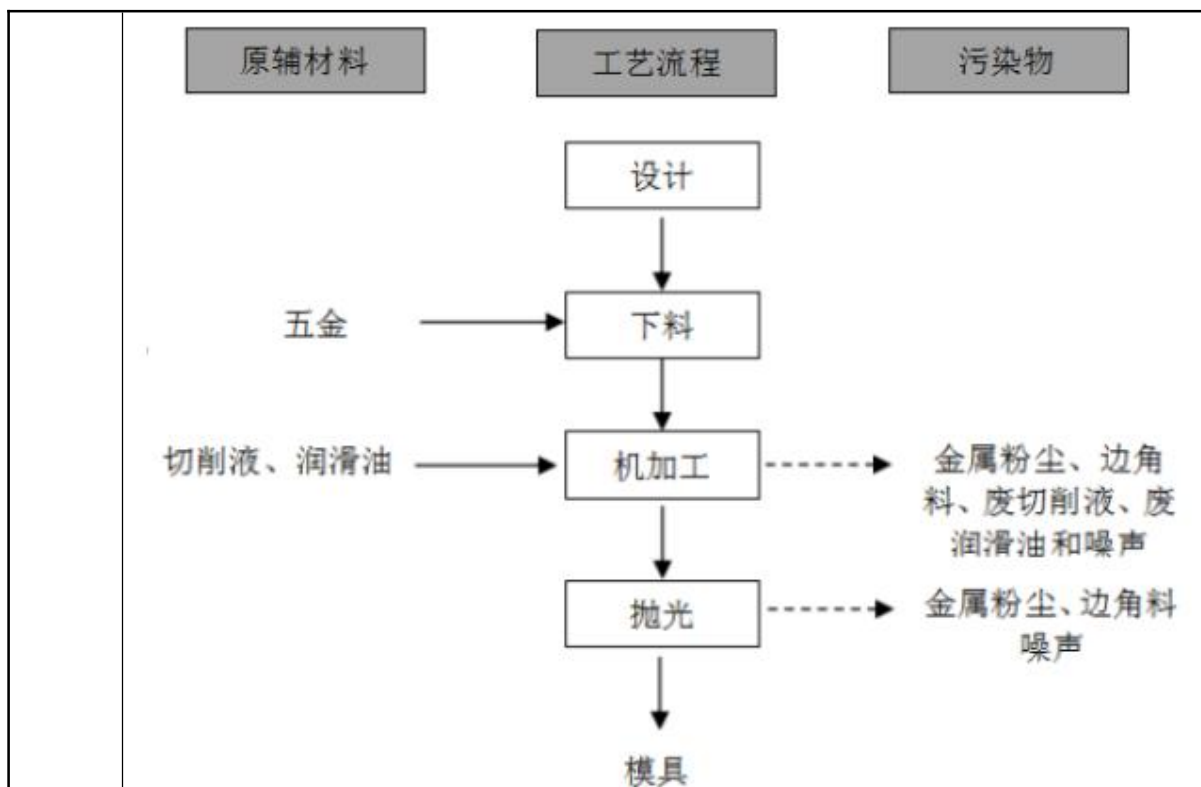 原辅材料
工艺流程
污染物
设计
五金
下料
切削液、润滑油
机加工
金属粉尘、边角
料、废切削液、废
润滑油和噪声
抛光
金属粉尘、边角料
噪声
模具